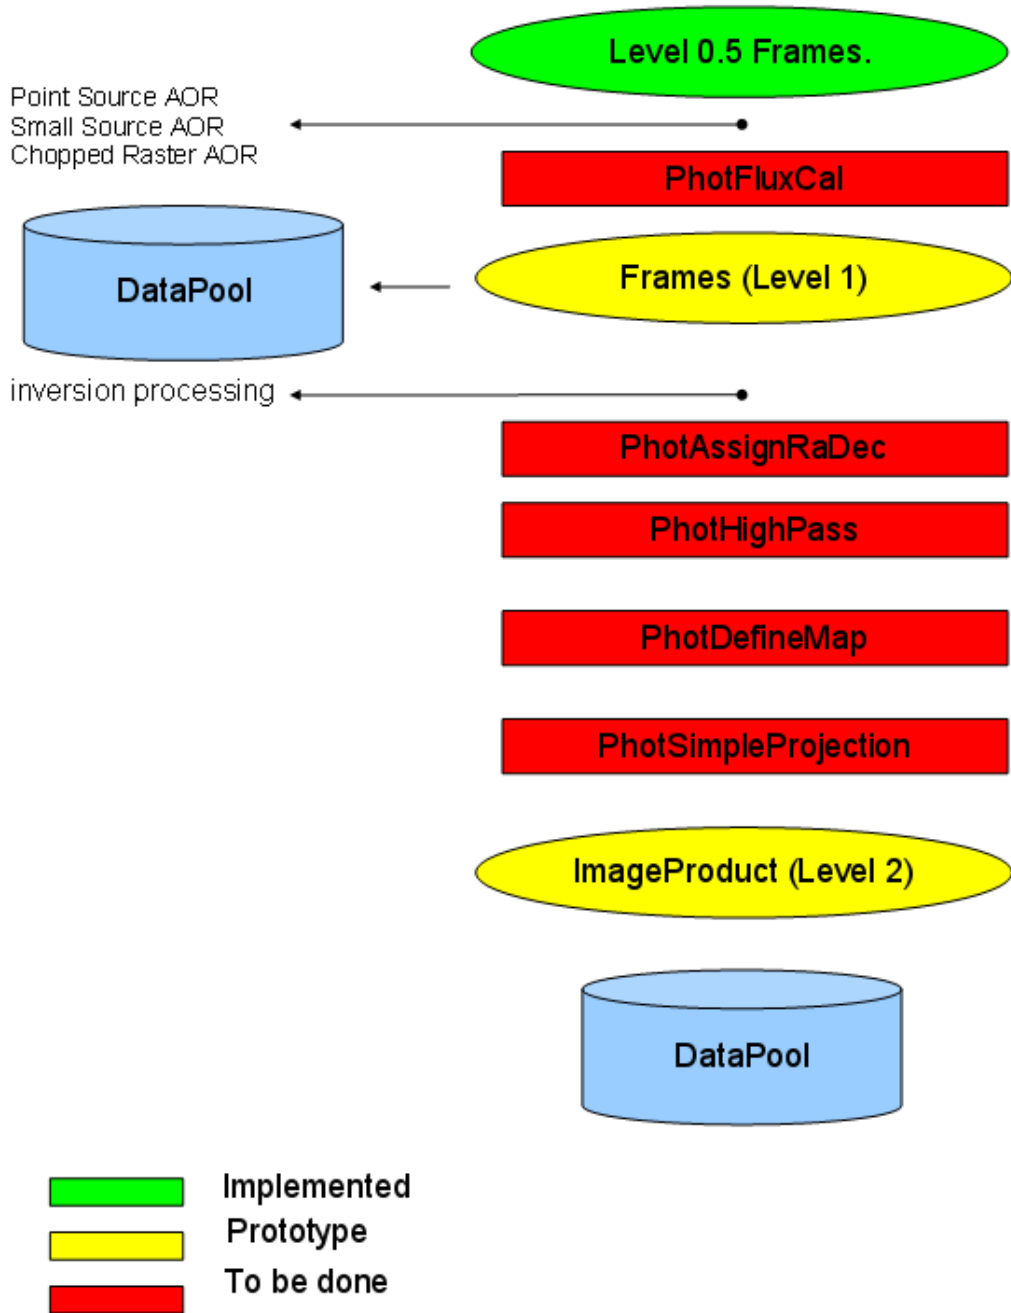 Level 0.5 Frames.
Point Source AOR
Small Source AOR
Chopped Raster AOR
PhotFluxCal
DataPool
Frames (Level 1)
inversion processing
PhotAssignRaDec
PhotHighPass
PhotDefineMap
PhotSimpleProjection
ImageProduct (Level 2)
DataPool
Implemented
Prototype
To be done